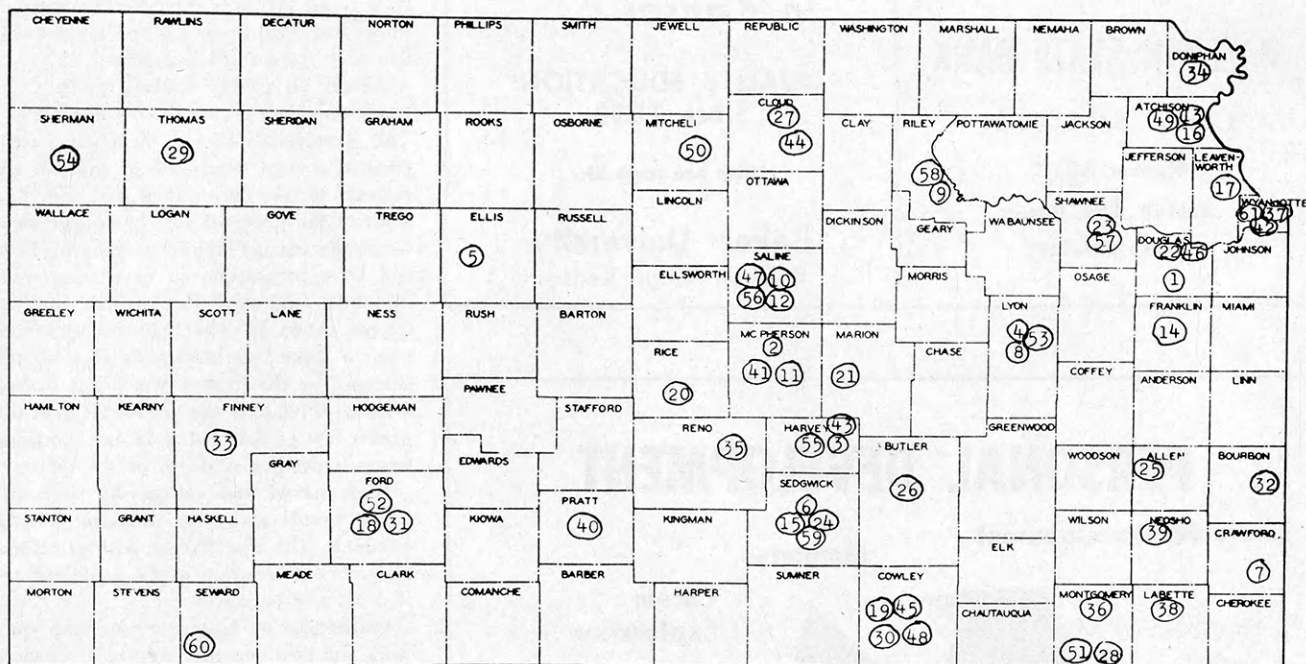 CHEYENNE RAWLINS DECATUR NORTON PHILLIPS SMITH JEWELL REPUBLIC WASHINGTON MARSHALL NEMAHA BROWN
DONIPHAN
34
CLOUD
27
ATCHISON
49 13
16
SHERMAN THOMAS SHERIDAN GRAHAM ROOKS OSBORNE MITCHELL CLAY RILEY POTTAWATOMIE JACKSON
54 29 50 44
JEFFERSON LEAVEN-
WORTH
17
58
9
OTTAWA
LINCOLN
SHAWNEE
23
57
WYANDOTTE
61 37
42
WALLACE LOGAN GOVE TREGO ELLIS RUSSELL DICKINSON WABAUNSEE
5
GEARY
DOUGLAS
22 46
1
JOHNSON
SALINE
47 10
56 12
ELLSWORTH MORRIS OSAGE
GREELEY WICHITA SCOTT LANE NESS RUSH BARTON LYON FRANKLIN MIAMI
4 53
8
14
MC PHERSON MARION
2
41 11 21
RICE
20
CHASE
COFFEY
PAWNEE ANDERSON LINN
HAMILTON KEARNY FINNEY HODGEMAN STAFFORD
33
RENO
35
HARVEY 43
55 3
GREENWOOD
BUTLER
26
GRAY EDWARDS
WOODSON ALLEN BOURBON
25 32
FORD
52
18 31
SEDGWICK
6
15 24
59
PRATT
40
STANTON GRANT HASKELL KIOWA KINGMAN WILSON NEOSHO
39
CRAWFORD
7
ELK
MEADE CLARK BARBER SUMNER COWLEY
19 45
30 48
MORTON STEVENS SEWARD COMANCHE HARPER
60
CHAUTAUQUA
MONTGOMERY LABETTE CHEROKEE
36 38
51 28